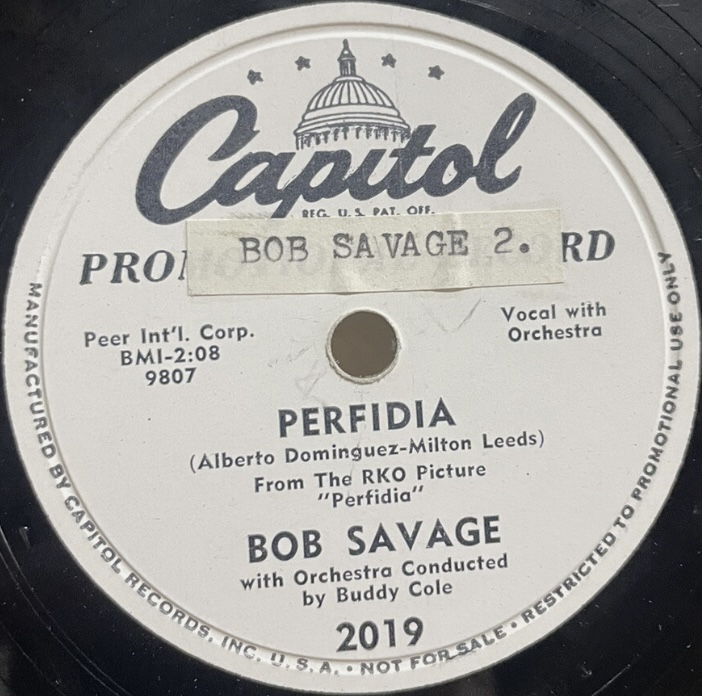 Capitol
REG. U. S. PAT. OFF.
BOB SAVAGE 2.
Peer Int'l. Corp.
BMI-2:08
9807
Vocal with
Orchestra
PERFIDIA
(Alberto Dominguez-Milton Leeds)
From The RKO Picture
"Perfidia"
BOB SAVAGE
with Orchestra Conducted
by Buddy Cole
2019
MANUFACTURED BY CAPITOL RECORDS, INC. U. S. A. • NOT FOR SALE • RESTRICTED TO PROMOTIONAL USE ONLY